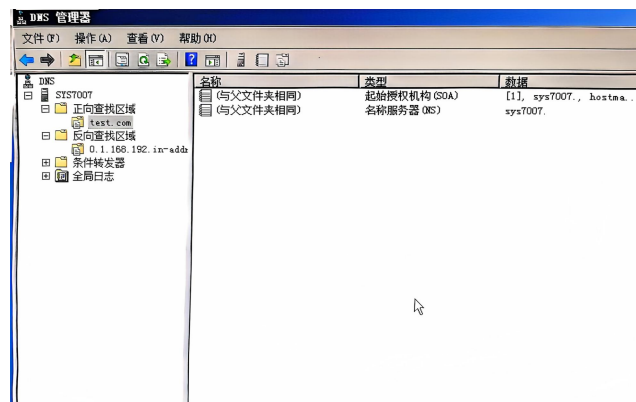 DNS 管理器
文件(F) 操作(A) 查看(V) 帮助(H)
DNS
SYS7007
正向查找区域
test.com
反向查找区域
0.1.168.192.in-addr
条件转发器
全局日志
名称 类型 数据
(与父文件夹相同) 起始授权机构(SOA) [1], sys7007., hostma..
(与父文件夹相同) 名称服务器(NS) sys7007.